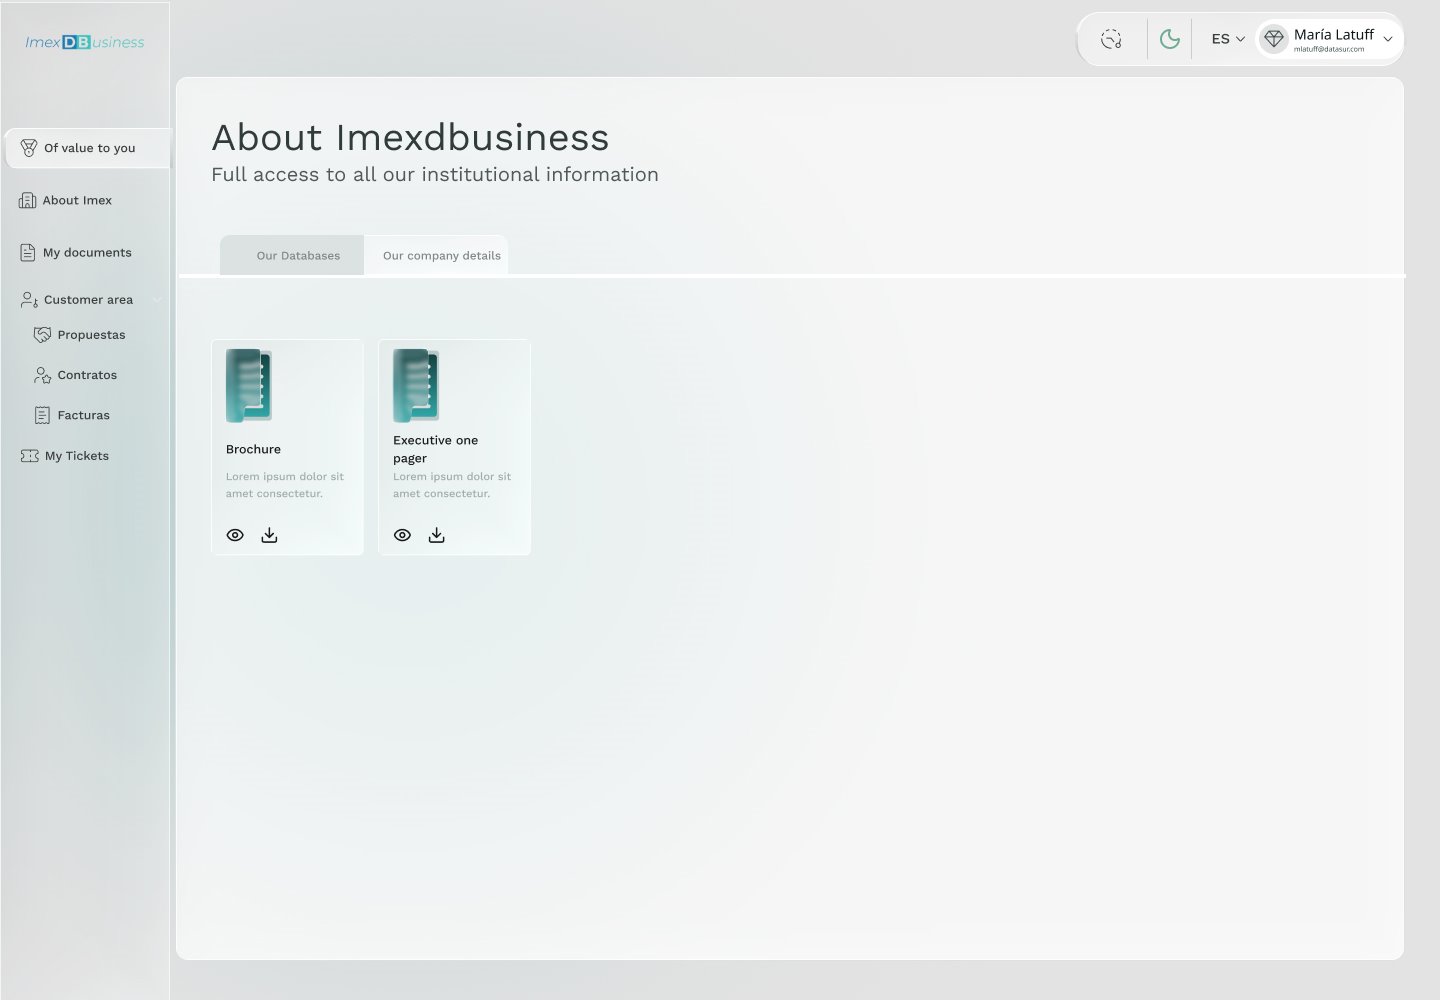 ImexDBusiness
ES
María Latuff
mlatuff@datasur.com
Of value to you
About Imex
My documents
Customer area
Propuestas
Contratos
Facturas
My Tickets
About Imexdbusiness
Full access to all our institutional information
Our Databases
Our company details
Brochure
Lorem ipsum dolor sit
amet consectetur.
Executive one
pager
Lorem ipsum dolor sit
amet consectetur.